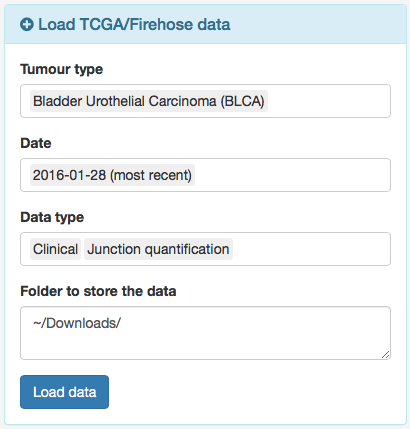 Load TCGA/Firehose data
Tumour type
Bladder Urothelial Carcinoma (BLCA)
Date
2016-01-28 (most recent)
Data type
Clinical Junction quantification
Folder to store the data
~/Downloads/
Load data